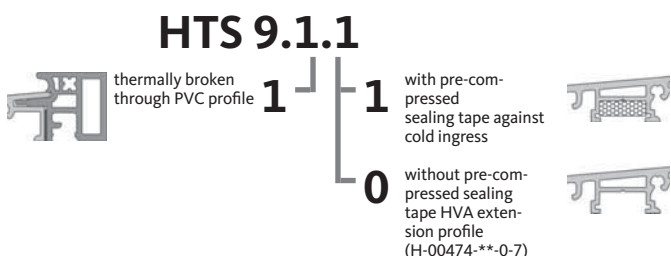 HTS 9.1.1
thermally broken
through PVC profile
1
1
with pre-com-
pressed
sealing tape against
cold ingress
0
without pre-com-
pressed sealing
tape HVA exten-
sion profile
(H-00474-**-0-7)
1x